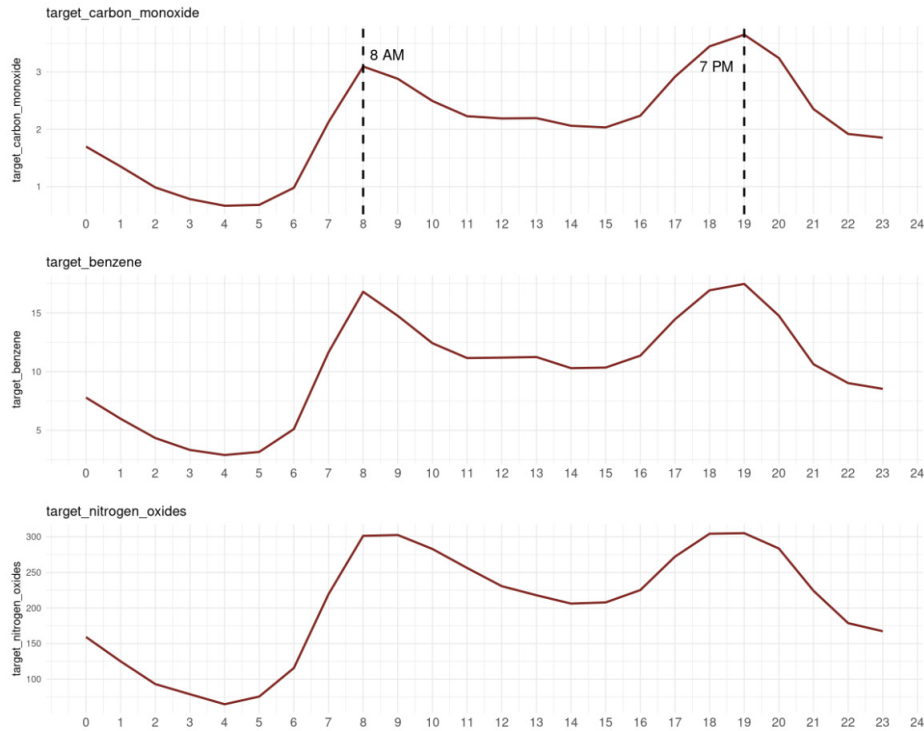 target_carbon_monoxide
target_carbon_monoxide
3
2
1
8 AM
7 PM
0 1 2 3 4 5 6 7 8 9 10 11 12 13 14 15 16 17 18 19 20 21 22 23 24
target_benzene
target_benzene
15
10
5
0 1 2 3 4 5 6 7 8 9 10 11 12 13 14 15 16 17 18 19 20 21 22 23 24
target_nitrogen_oxides
target_nitrogen_oxides
300
250
200
150
100
0 1 2 3 4 5 6 7 8 9 10 11 12 13 14 15 16 17 18 19 20 21 22 23 24